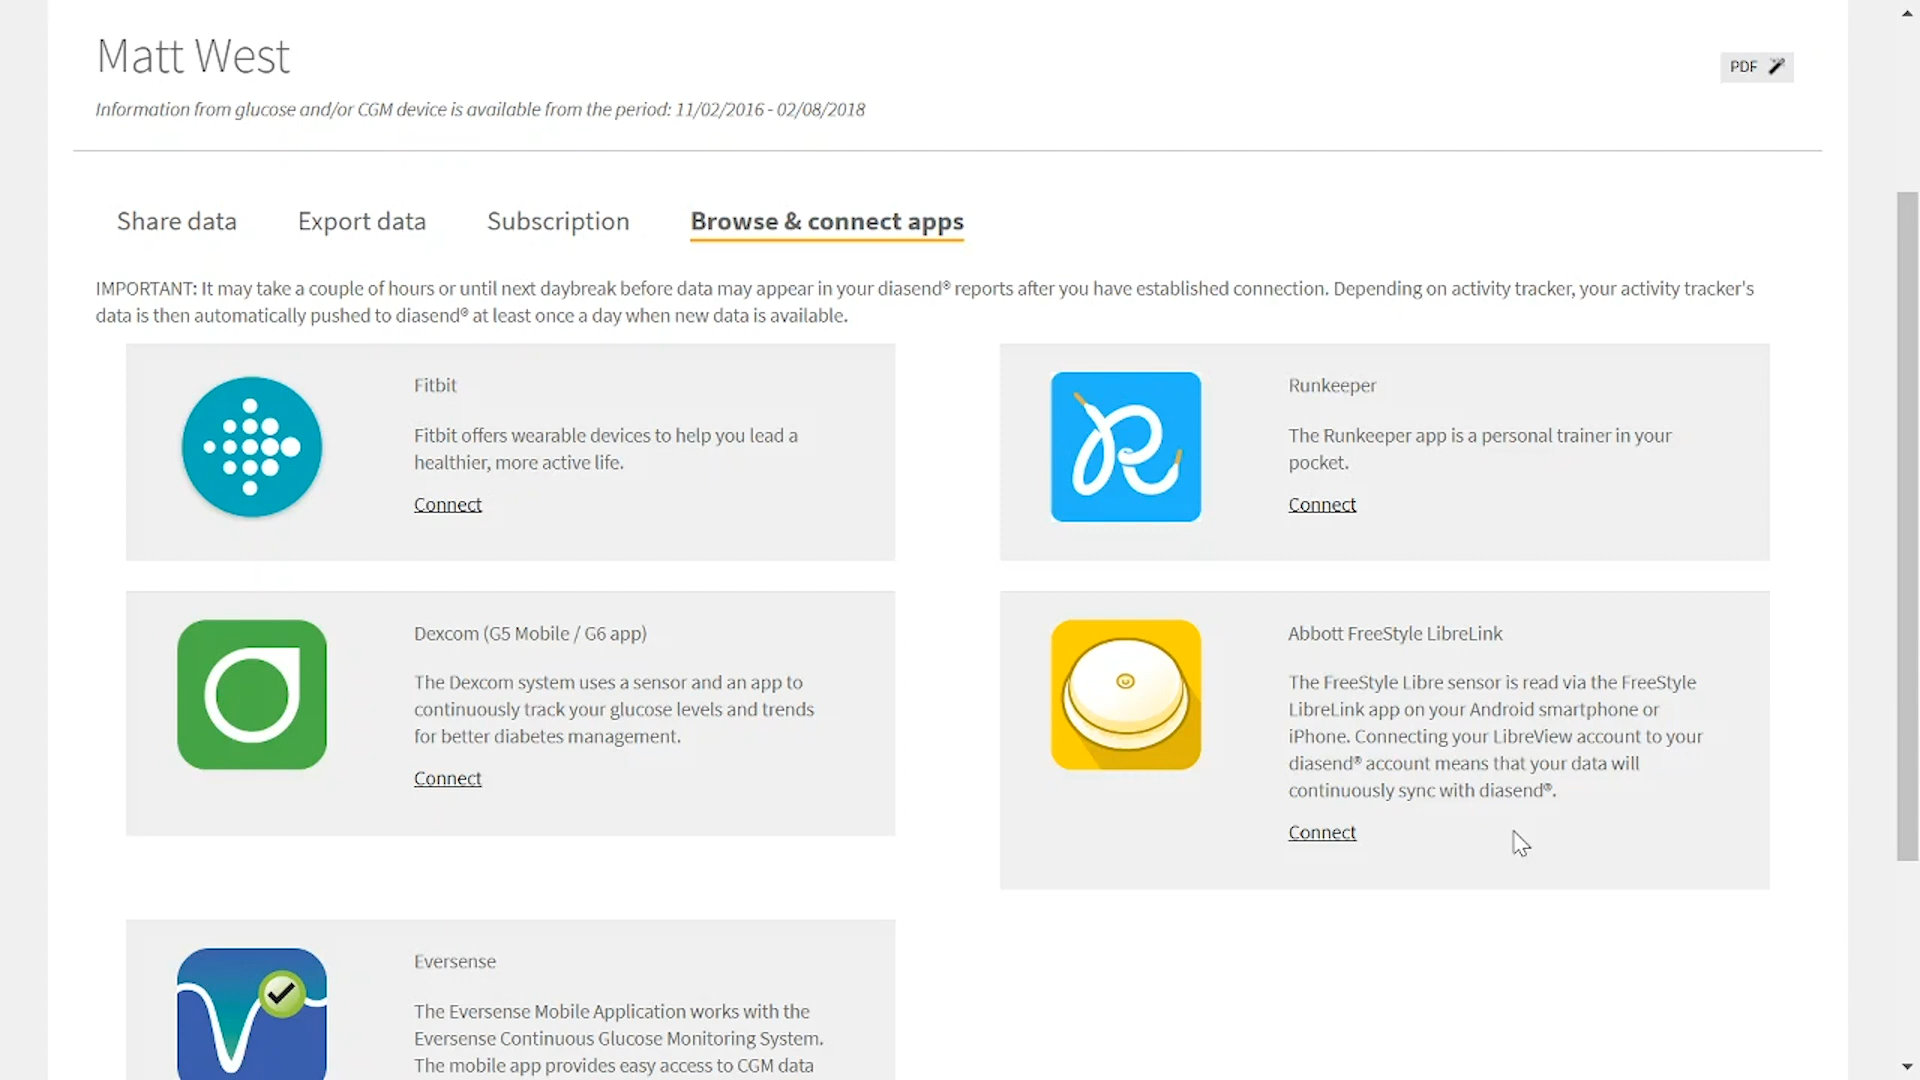 Matt West
PDF
Information from glucose and/or CGM device is available from the period: 11/02/2016 - 02/08/2018
Share data
Export data
Subscription
Browse & connect apps
IMPORTANT: It may take a couple of hours or until next daybreak before data may appear in your diasend® reports after you have established connection. Depending on activity tracker, your activity tracker's
data is then automatically pushed to diasend® at least once a day when new data is available.
Fitbit
Fitbit offers wearable devices to help you lead a
healthier, more active life.
Connect
Runkeeper
The Runkeeper app is a personal trainer in your
pocket.
Connect
Dexcom (G5 Mobile / G6 app)
The Dexcom system uses a sensor and an app to
continuously track your glucose levels and trends
for better diabetes management.
Connect
Abbott FreeStyle LibreLink
The FreeStyle Libre sensor is read via the FreeStyle
LibreLink app on your Android smartphone or
iPhone. Connecting your LibreView account to your
diasend® account means that your data will
continuously sync with diasend®.
Connect
Eversense
The Eversense Mobile Application works with the
Eversense Continuous Glucose Monitoring System.
The mobile app provides easy access to CGM data